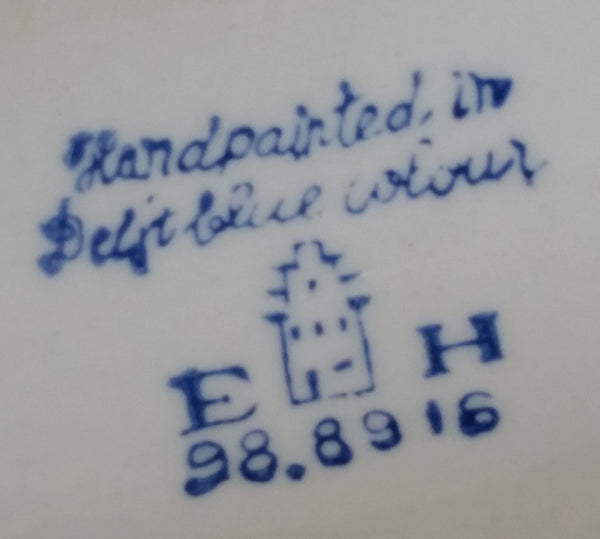 Handpainted, in
Delft blue colour
E H
98.8916